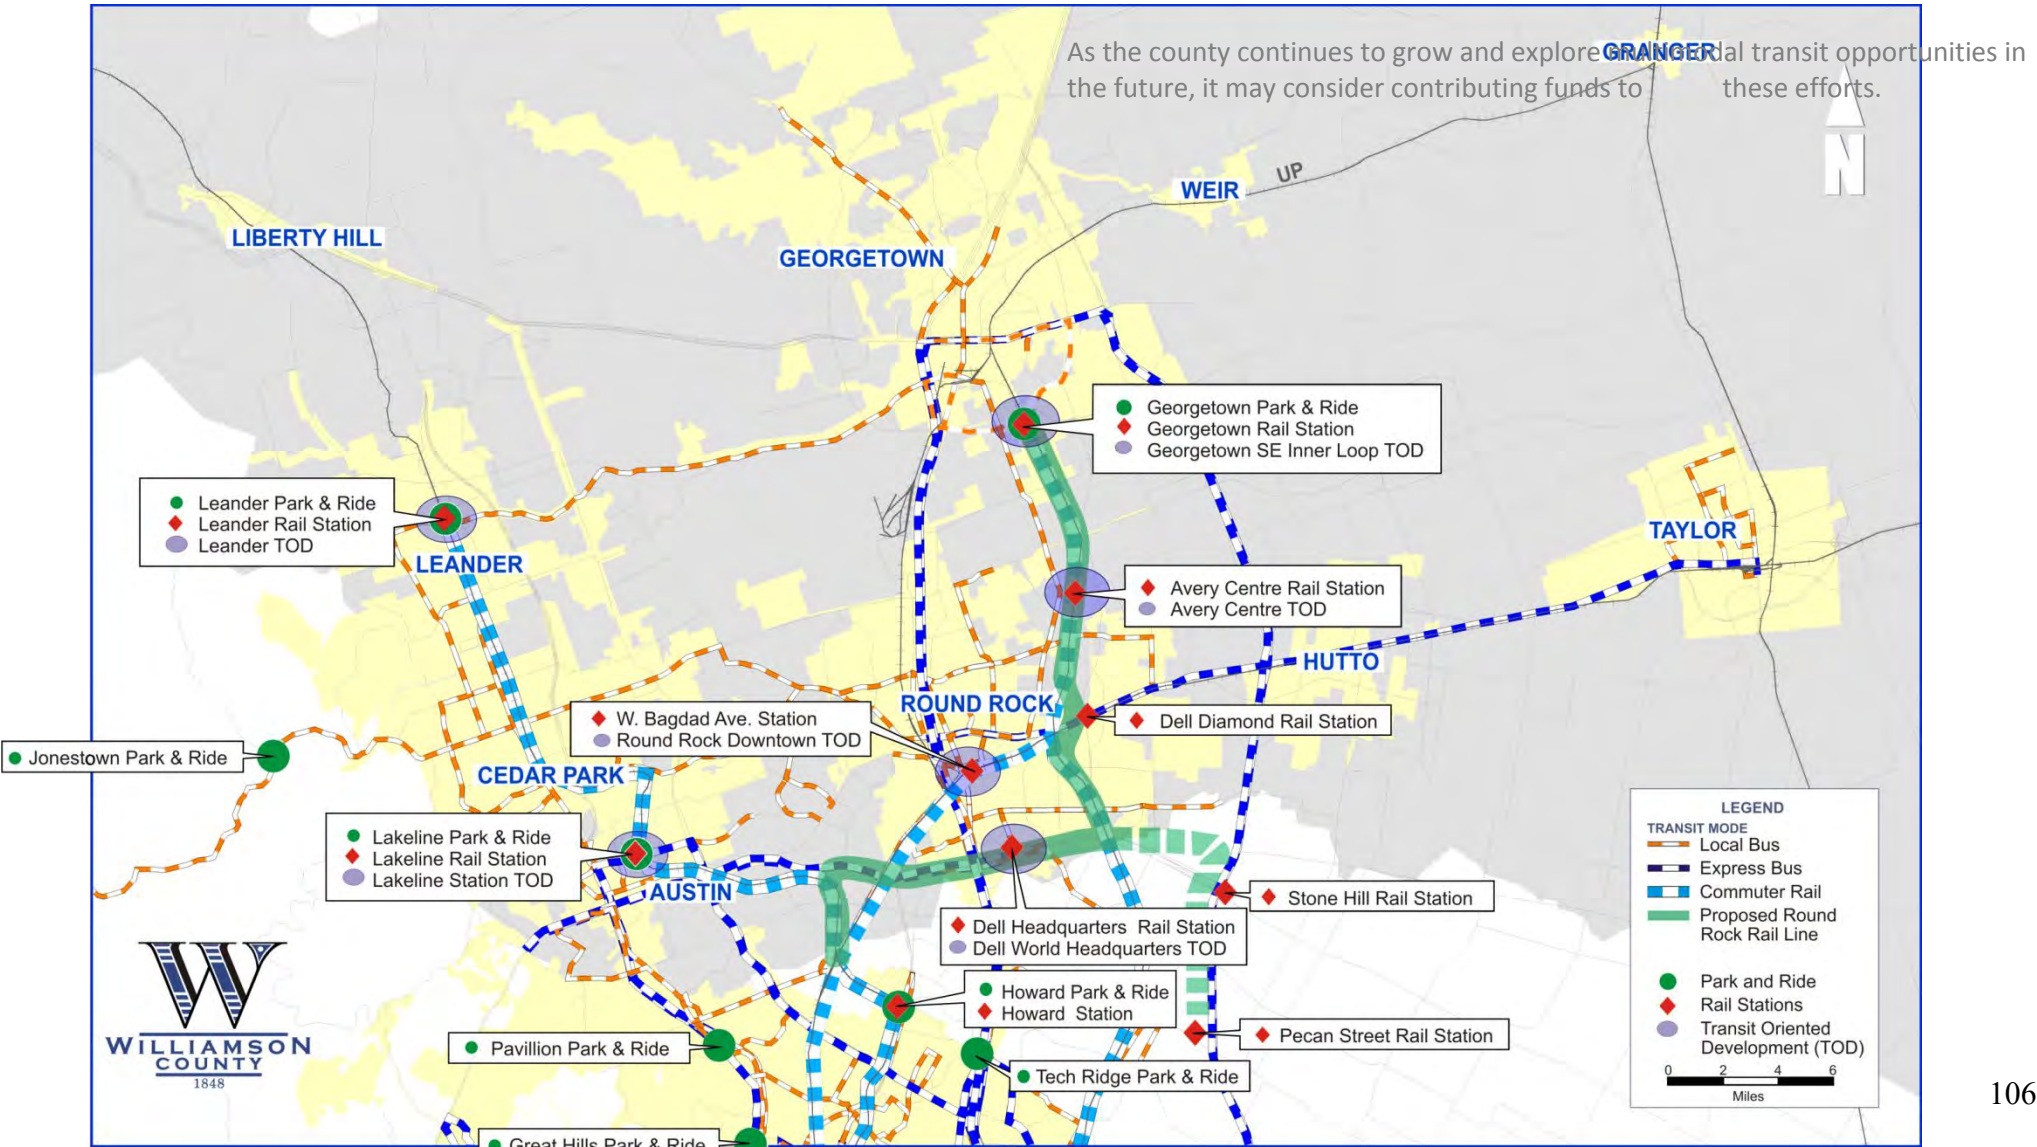 As the county continues to grow and explore multimodal transit opportunities in
the future, it may consider contributing funds to these efforts.
GRANGER
N
UP
WEIR
LIBERTY HILL
GEORGETOWN
Georgetown Park & Ride
Georgetown Rail Station
Georgetown SE Inner Loop TOD
Leander Park & Ride
Leander Rail Station
Leander TOD
LEANDER
TAYLOR
Avery Centre Rail Station
Avery Centre TOD
HUTTO
ROUND ROCK
W. Bagdad Ave. Station
Round Rock Downtown TOD
Dell Diamond Rail Station
Jonestown Park & Ride
CEDAR PARK
Lakeline Park & Ride
Lakeline Rail Station
Lakeline Station TOD
AUSTIN
Stone Hill Rail Station
Dell Headquarters Rail Station
Dell World Headquarters TOD
Howard Park & Ride
Howard Station
Pecan Street Rail Station
Pavillion Park & Ride
Tech Ridge Park & Ride
Great Hills Park & Ride
W
WILLIAMSON
COUNTY
1848
LEGEND
TRANSIT MODE
Local Bus
Express Bus
Commuter Rail
Proposed Round
Rock Rail Line
Park and Ride
Rail Stations
Transit Oriented
Development (TOD)
0 2 4 6
Miles
106